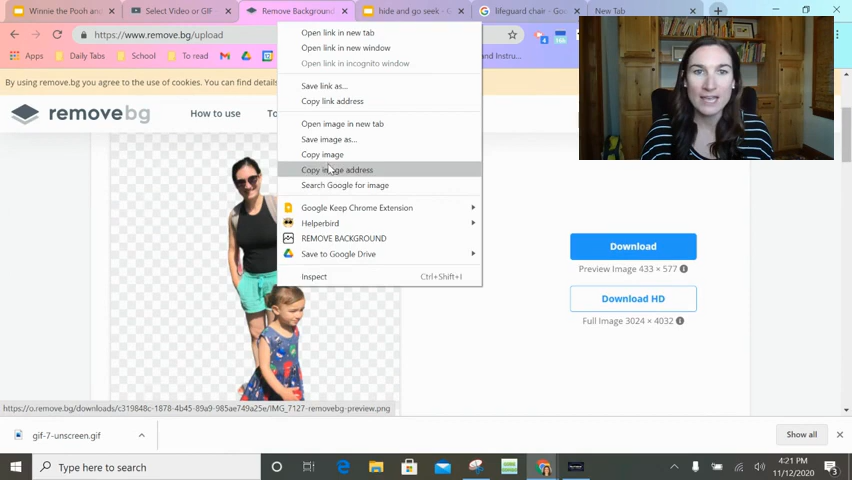 Winnie the Pooh and
Select Video or GIF
Remove Background
hide and go seek - G
lifeguard chair - Goo
New Tab
https://www.remove.bg/upload
Apps
Daily Tabs
School
To read
and Instru...
By using remove.bg you agree to the use of cookies. You can find details
removebg
How to use
Open link in new tab
Open link in new window
Open link in incognito window
Save link as...
Copy link address
Open image in new tab
Save image as...
Copy image
Copy image address
Search Google for image
Google Keep Chrome Extension
Helperbird
REMOVE BACKGROUND
Save to Google Drive
Inspect
Ctrl+Shift+I
Download
Preview Image 433 × 577
Download HD
Full Image 3024 × 4032
https://o.remove.bg/downloads/c319848c-1878-4b45-89a9-985ae749a25e/IMG_7127-removebg-preview.png
gif-7-unscreen.gif
Show all
Type here to search
4:21 PM
11/12/2020